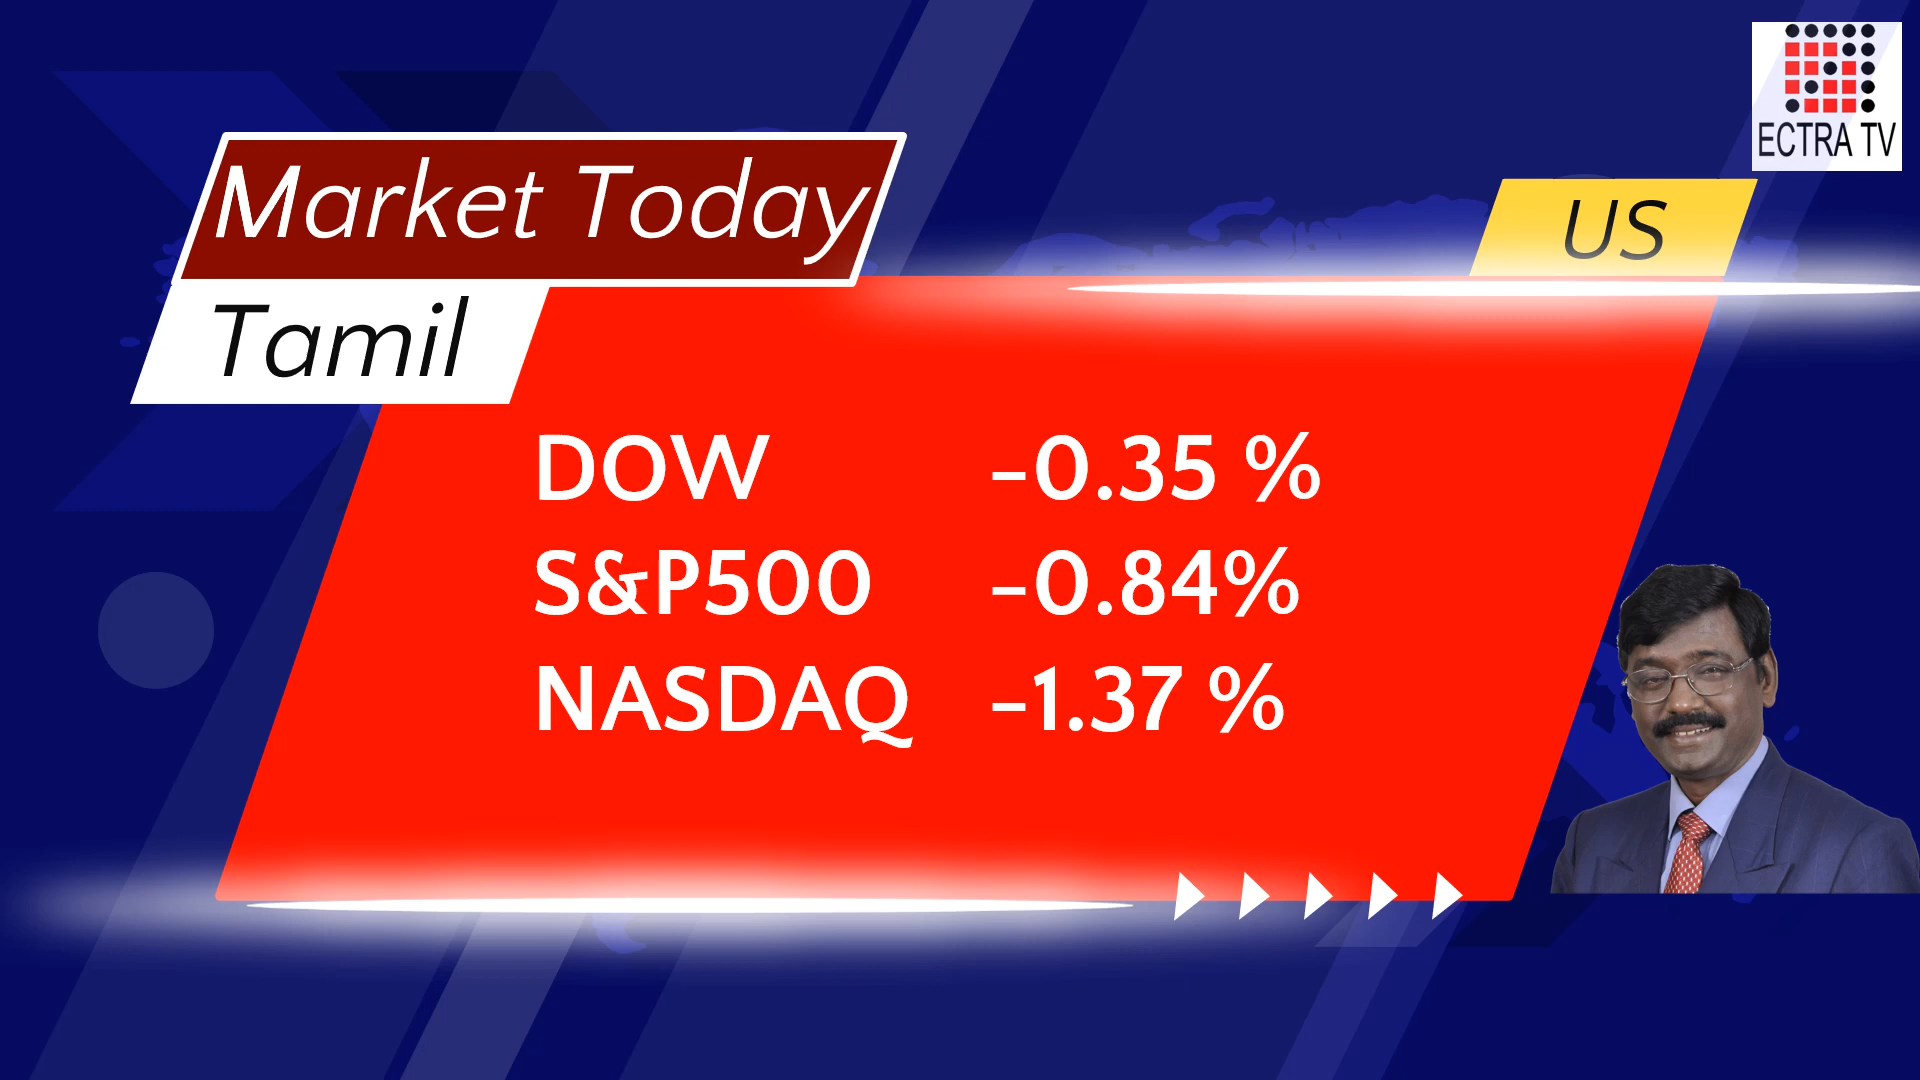 ECTRA TV
Market Today
US
Tamil
DOW -0.35 %
S&P500 -0.84%
NASDAQ -1.37 %